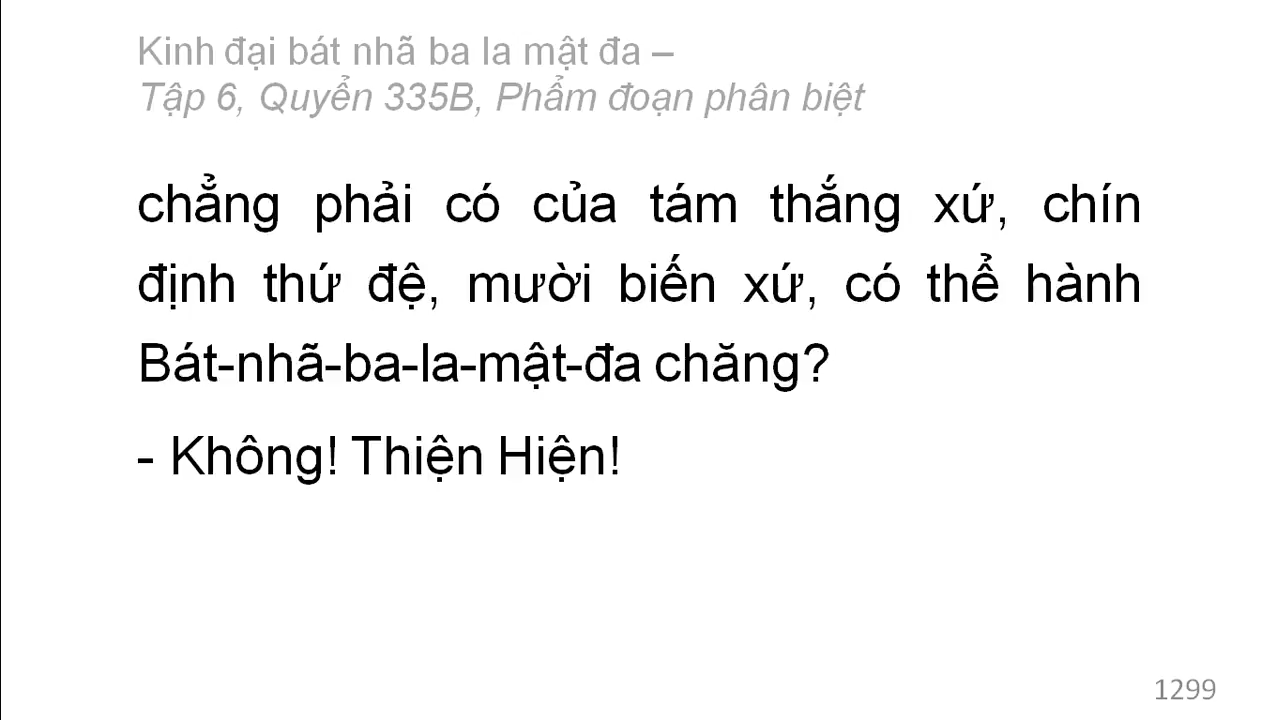 Kinh đại bát nhã ba la mật đa –
Tập 6, Quyển 335B, Phẩm đoạn phân biệt
chẳng phải có của tám thắng xứ, chín
định thứ đệ, mười biến xứ, có thể hành
Bát-nhã-ba-la-mật-đa chăng?
- Không! Thiện Hiện!
1299